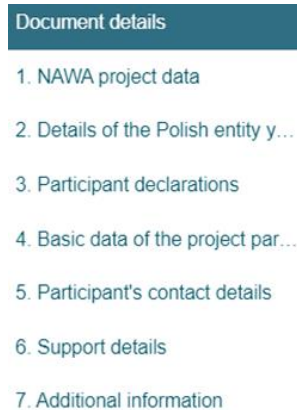 Document details
1. NAWA project data
2. Details of the Polish entity y...
3. Participant declarations
4. Basic data of the project par...
5. Participant's contact details
6. Support details
7. Additional information